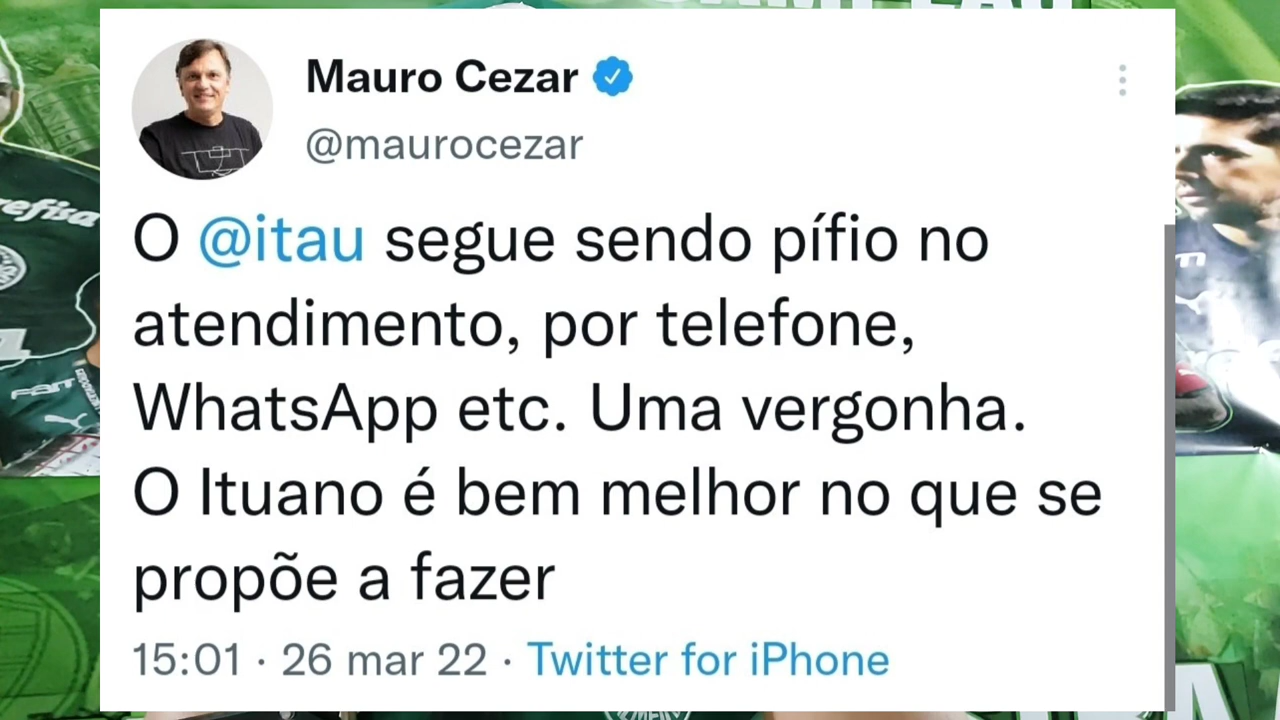 Mauro Cezar
@maurocezar
O @itau segue sendo pífio no
atendimento, por telefone,
WhatsApp etc. Uma vergonha.
O Ituano é bem melhor no que se
propõe a fazer
15:01 · 26 mar 22 · Twitter for iPhone